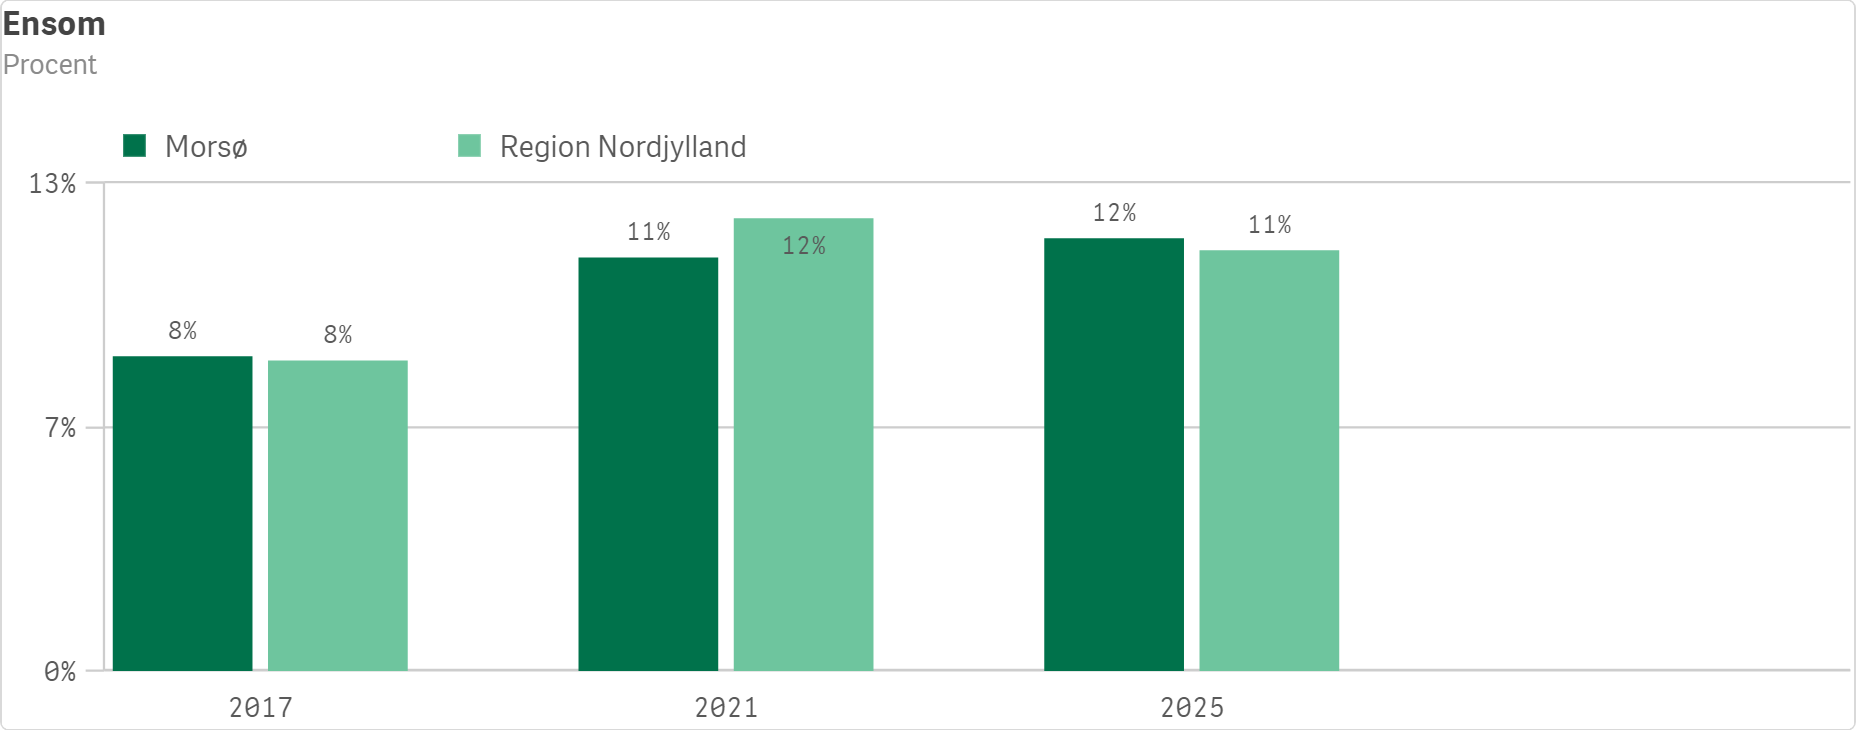 Ensom
Procent
Morsø Region Nordjylland
13%
7%
0%
8% 8% 11% 12% 12% 11%
2017 2021 2025